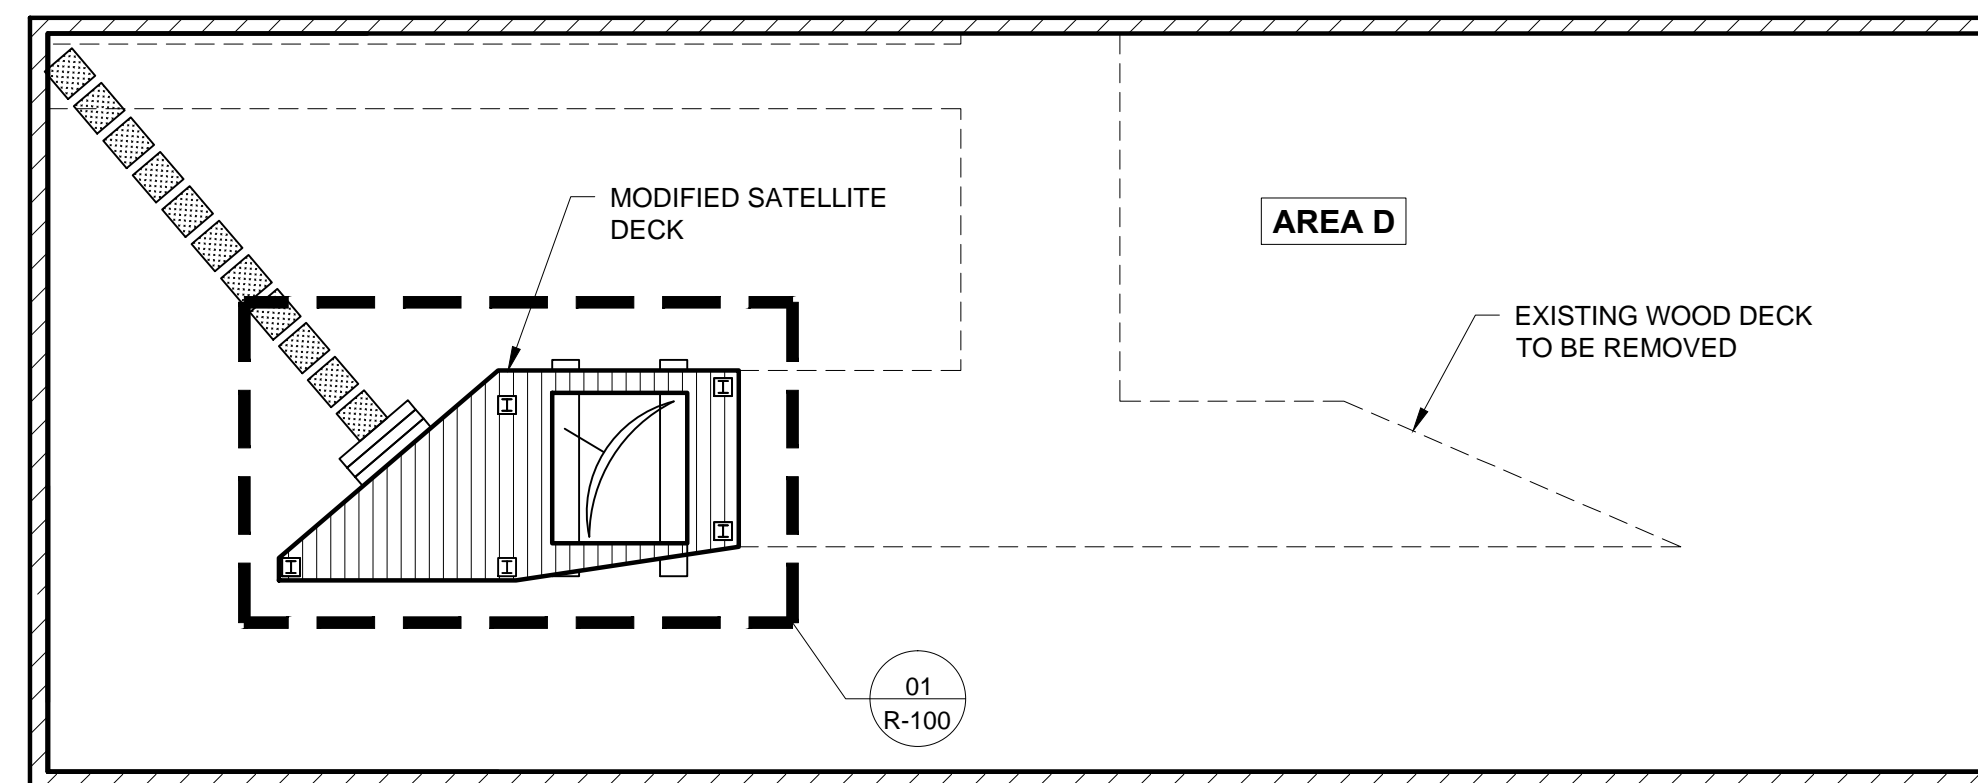 MODIFIED SATELLITE
DECK
AREA D
EXISTING WOOD DECK
TO BE REMOVED
01
R-100